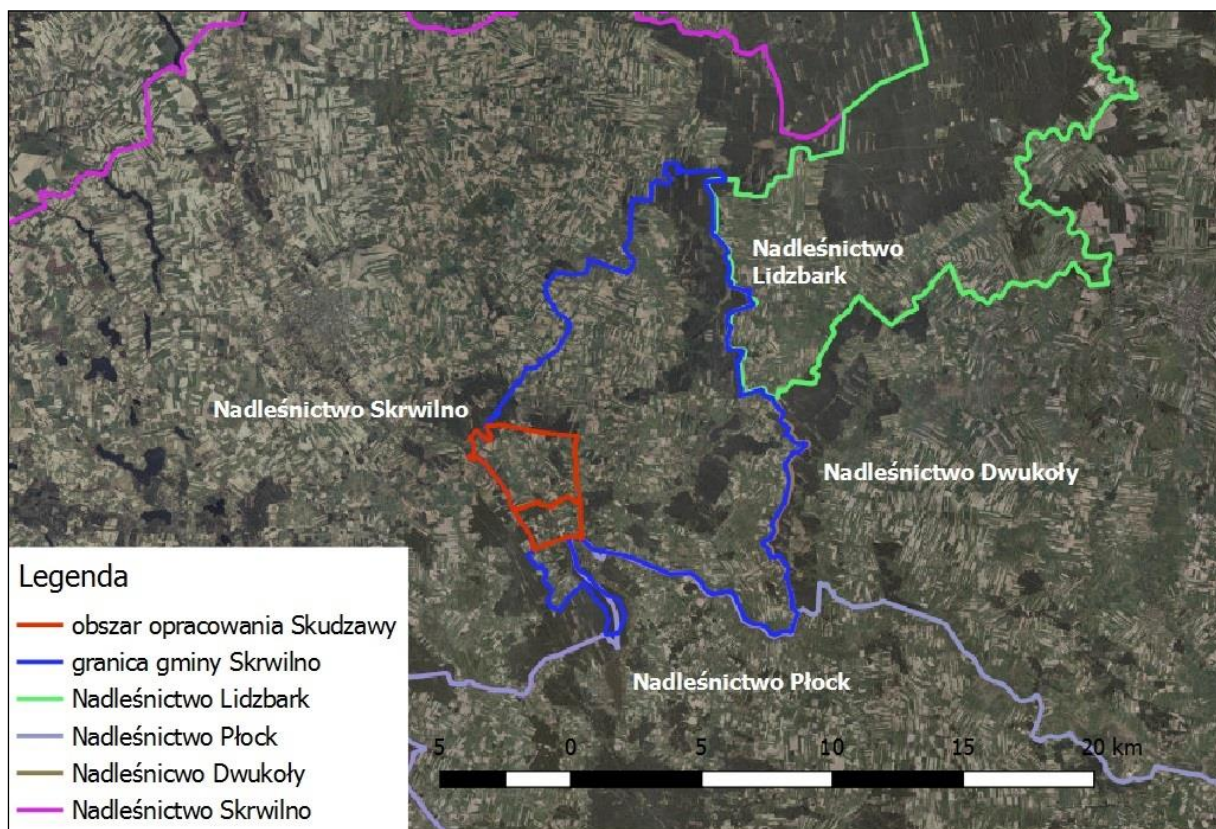 Nadleśnictwo
Lidzbark
Nadleśnictwo Skrwilno
Nadleśnictwo Dwukoły
Nadleśnictwo Płock
5 0 5 10 15 20 km
Legenda
obszar opracowania Skudzawy
granica gminy Skrwilno
Nadleśnictwo Lidzbark
Nadleśnictwo Płock
Nadleśnicwo Dwukoły
Nadleśnictwo Skrwilno